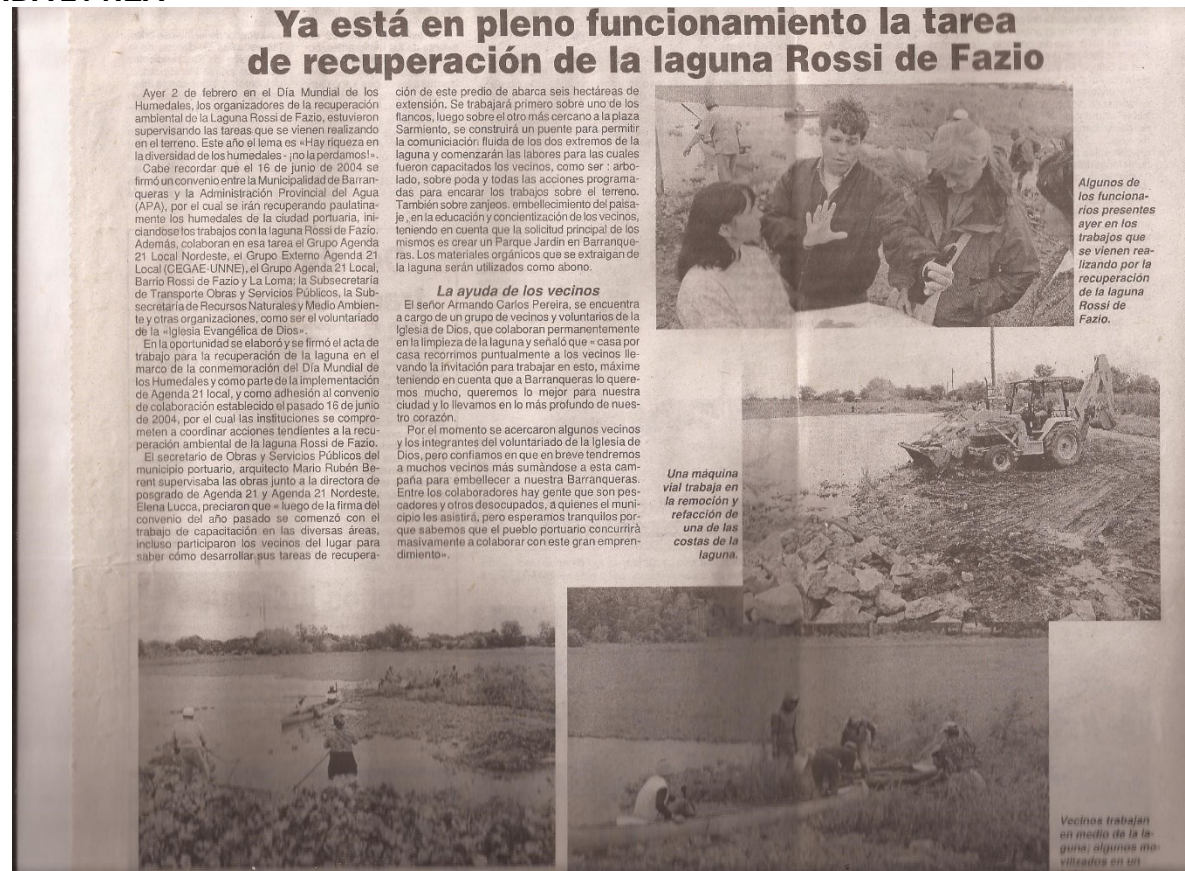 Ya está en pleno funcionamiento la tarea
de recuperación de la laguna Rossi de Fazio
Ayer 2 de febrero en el Día Mundial de los
Humedales, los organizadores de la recuperación
ambiental de la Laguna Rossi de Fazio, estuvieron
supervisando las tareas que se vienen realizando
en el terreno. Este año el lema es «Hay riqueza en
la diversidad de los humedales - ¡no la perdamos!».
Cabe recordar que el 16 de junio de 2004 se
firmó un convenio entre la Municipalidad de Barran-
queras y la Administración Provincial del Agua
(APA), por el cual se irán recuperando paulatina-
mente los humedales de la ciudad portuaria, ini-
ciandose los trabajos con la laguna Rossi de Fazio.
Además, colaboran en esa tarea el Grupo Agenda
21 Local Nordeste, el Grupo Externo Agenda 21
Local (CEGAE-UNNE), el Grupo Agenda 21 Local,
Barrio Rossi de Fazio y La Loma; la Subsecretaría
de Transporte Obras y Servicios Públicos, la Sub-
secretaria de Recursos Naturales y Medio Ambien-
te y otras organizaciones, como ser el voluntariado
de la «Iglesia Evangélica de Dios».
En la oportunidad se elaboró y se firmó el acta de
trabajo para la recuperación de la laguna en el
marco de la conmemoración del Día Mundial de
los Humedales y como parte de la implementación
de Agenda 21 local, y como adhesión al convenio
de colaboración establecido el pasado 16 de junio
de 2004, por el cual las instituciones se compro-
meten a coordinar acciones tendientes a la recu-
peración ambiental de la laguna Rossi de Fazio.
El secretario de Obras y Servicios Públicos del
municipio portuario, arquitecto Mario Rubén Be-
rent supervisaba las obras junto a la directora de
posgrado de Agenda 21 y Agenda 21 Nordeste,
Elena Lucca, preciaron que « luego de la firma del
convenio del año pasado se comenzó con el
trabajo de capacitación en las diversas áreas,
incluso participaron los vecinos del lugar para
saber cómo desarrollar sus tareas de recupera-
ción de este predio de abarca seis hectáreas de
extensión. Se trabajará primero sobre uno de los
flancos, luego sobre el otro más cercano a la plaza
Sarmiento, se construirá un puente para permitir
la comuniciación fluida de los dos extremos de la
laguna y comenzarán las labores para las cuales
fueron capacitados los vecinos, como ser : arbo-
lado, sobre poda y todas las acciones programa-
das para encarar los trabajos sobre el terreno.
También sobre zanjeos. embellecimiento del paisa-
je , en la educación y concientización de los vecinos,
teniendo en cuenta que la solicitud principal de los
mismos es crear un Parque Jardin en Barranque-
ras. Los materiales orgánicos que se extraigan de
la laguna serán utilizados como abono.
La ayuda de los vecinos
El señor Armando Carlos Pereira, se encuentra
a cargo de un grupo de vecinos y voluntarios de la
Iglesia de Dios, que colaboran permanentemente
en la limpieza de la laguna y señaló que « casa por
casa recorrimos puntualmente a los vecinos lle-
vando la invitación para trabajar en esto, máxime
teniendo en cuenta que a Barranqueras lo quere-
mos mucho, queremos lo mejor para nuestra
ciudad y lo llevamos en lo más profundo de nues-
tro corazón.
Por el momento se acercaron algunos vecinos
y los integrantes del voluntariado de la Iglesia de
Dios, pero confiamos en que en breve tendremos
a muchos vecinos más sumàndose a esta cam-
paña para embellecer a nuestra Barranqueras.
Entre los colaboradores hay gente que son pes-
cadores y otros desocupados, a quienes el muni-
cipio les asistirá, pero esperamos tranquilos por-
que sabemos que el pueblo portuario concurrirà
masivamente a colaborar con este gran empren-
dimiento».
Algunos de
los funciona-
rios presentes
ayer en los
trabajos que
se vienen rea-
lizando por la
recuperación
de la laguna
Rossi de
Fazio.
Una máquina
vial trabaja en
la remoción y
refacción de
una de las
costas de la
laguna.
Vecinos trabajan
en medio de la la-
guna; algunos mo-
vilizados en un